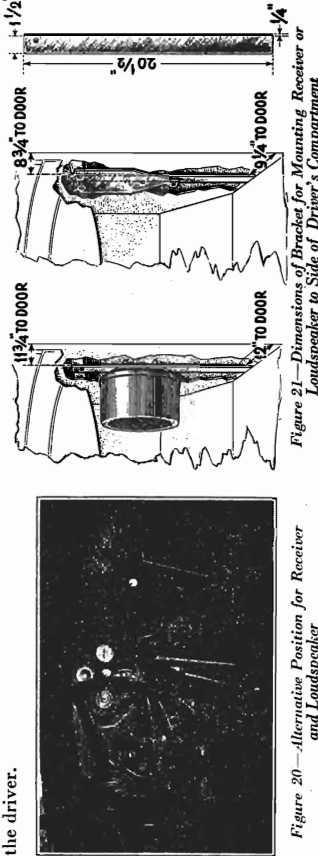 the driver.
Figure 20—Alternative Position for Receiver
and Loudspeaker
11¾" TO DOOR
12" TO DOOR
8¾" TO DOOR
9¼" TO DOOR
1½"
20½"
¼"
Figure 21—Dimensions of Bracket for Mounting Receiver or
Loudspeaker to Side of Driver's Compartment